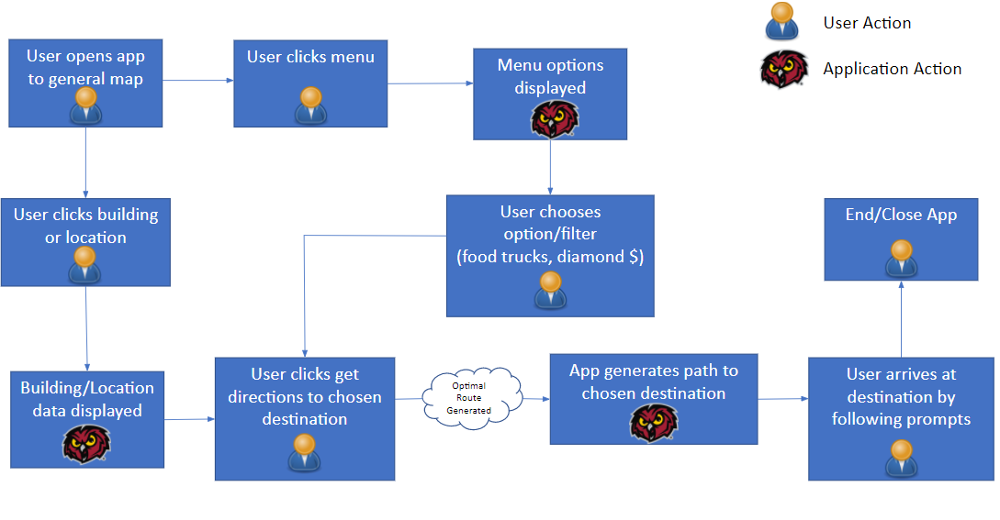 User Action
Application Action
User opens app
to general map
User clicks menu
Menu options
displayed
User clicks building
or location
User chooses
option/filter
(food trucks, diamond $)
End/Close App
Building/Location
data displayed
User clicks get
directions to chosen
destination
Optimal
Route
Generated
App generates path to
chosen destination
User arrives at
destination by
following prompts